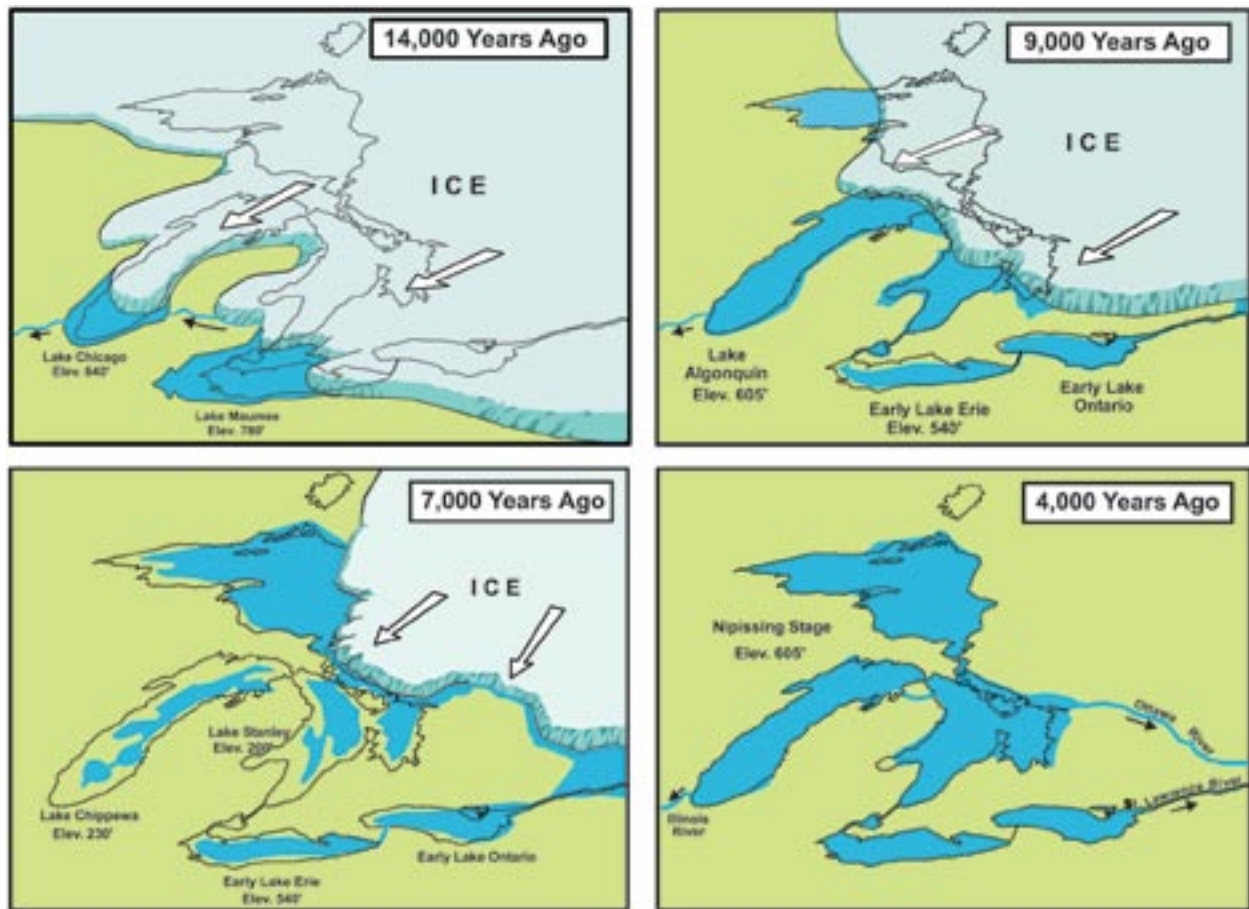 14,000 Years Ago
ICE
Lake Chicago
Elev. 640'
Lake Maumee
Elev. 780'
9,000 Years Ago
ICE
Lake
Algonquin
Elev. 605'
Early Lake Erie
Elev. 540'
Early Lake
Ontario
7,000 Years Ago
ICE
Lake Stanley
Elev. 200'
Lake Chippewa
Elev. 230'
Early Lake Ontario
Early Lake Erie
Elev. 540'
4,000 Years Ago
Nipissing Stage
Elev. 605'
Ottawa
River
St. Lawrence River
Illinois
River